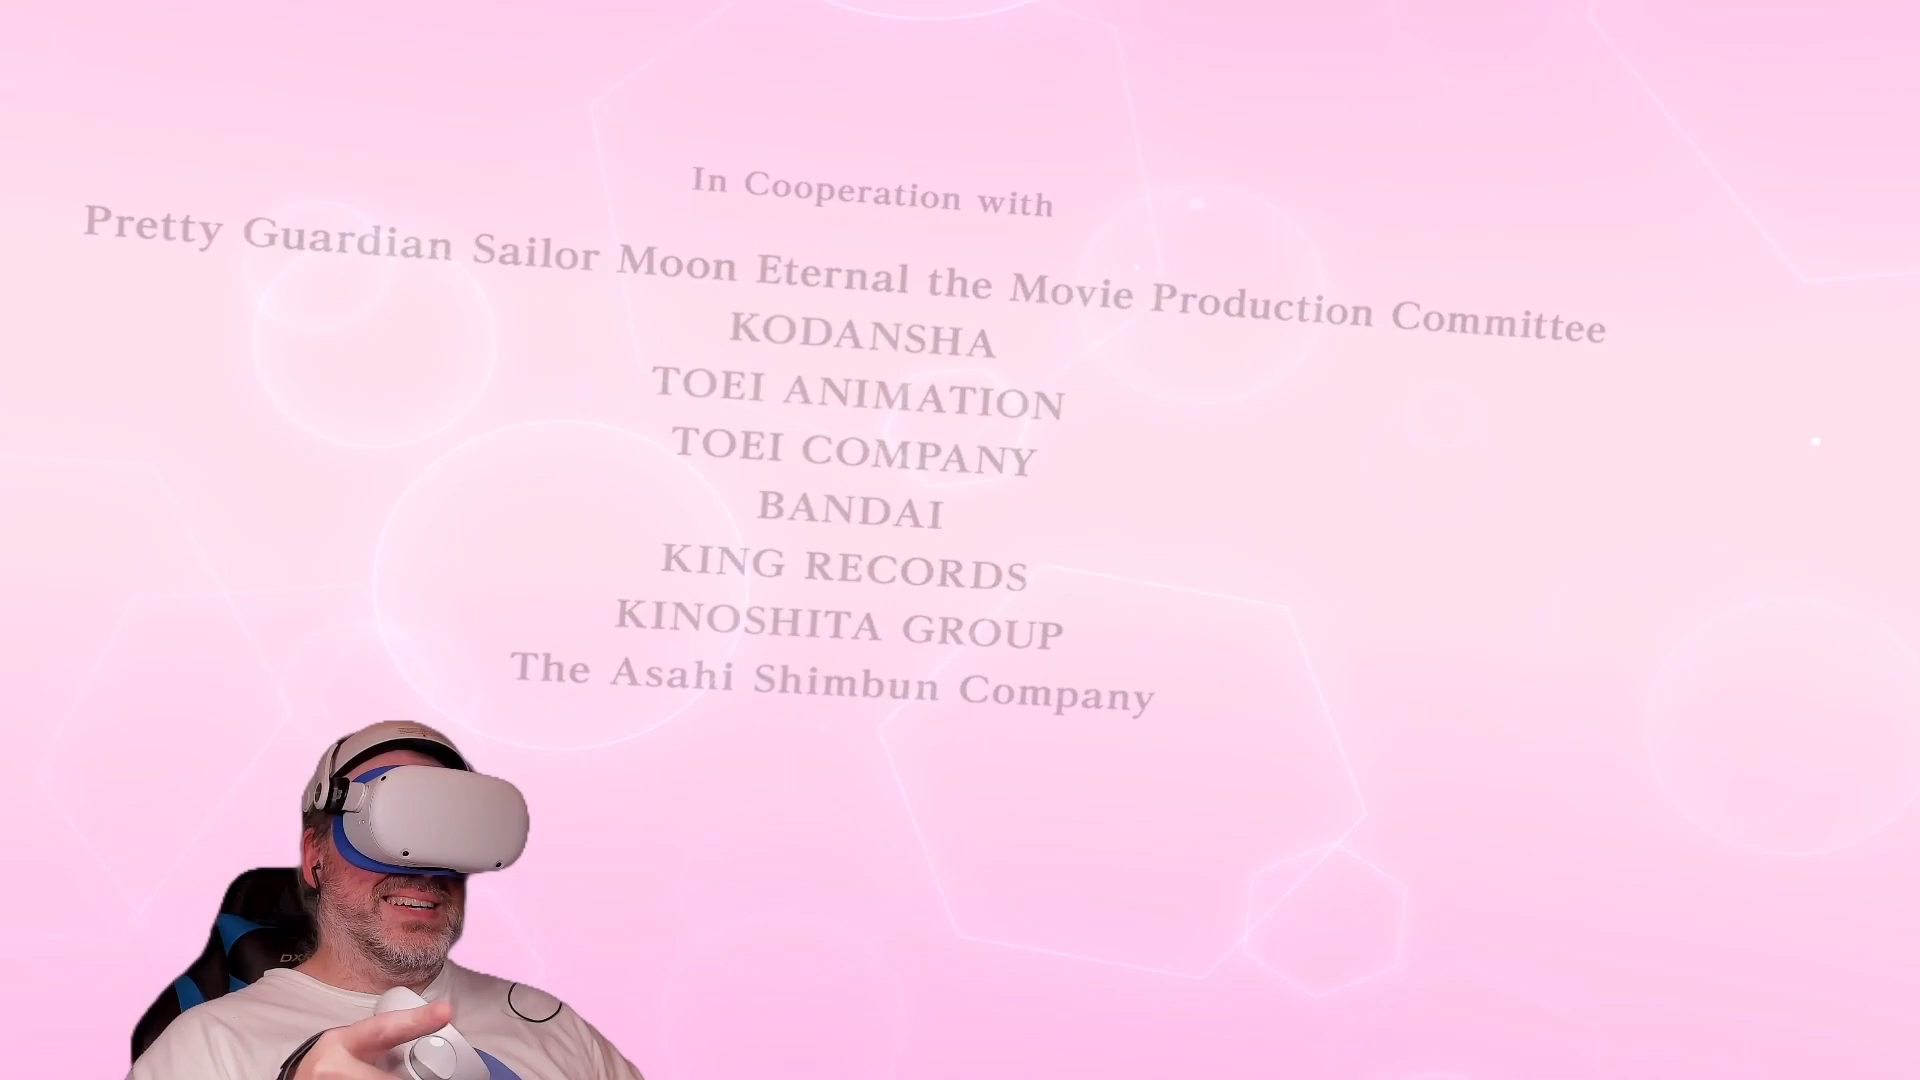 In Cooperation with
Pretty Guardian Sailor Moon Eternal the Movie Production Committee
KODANSHA
TOEI ANIMATION
TOEI COMPANY
BANDAI
KING RECORDS
KINOSHITA GROUP
The Asahi Shimbun Company